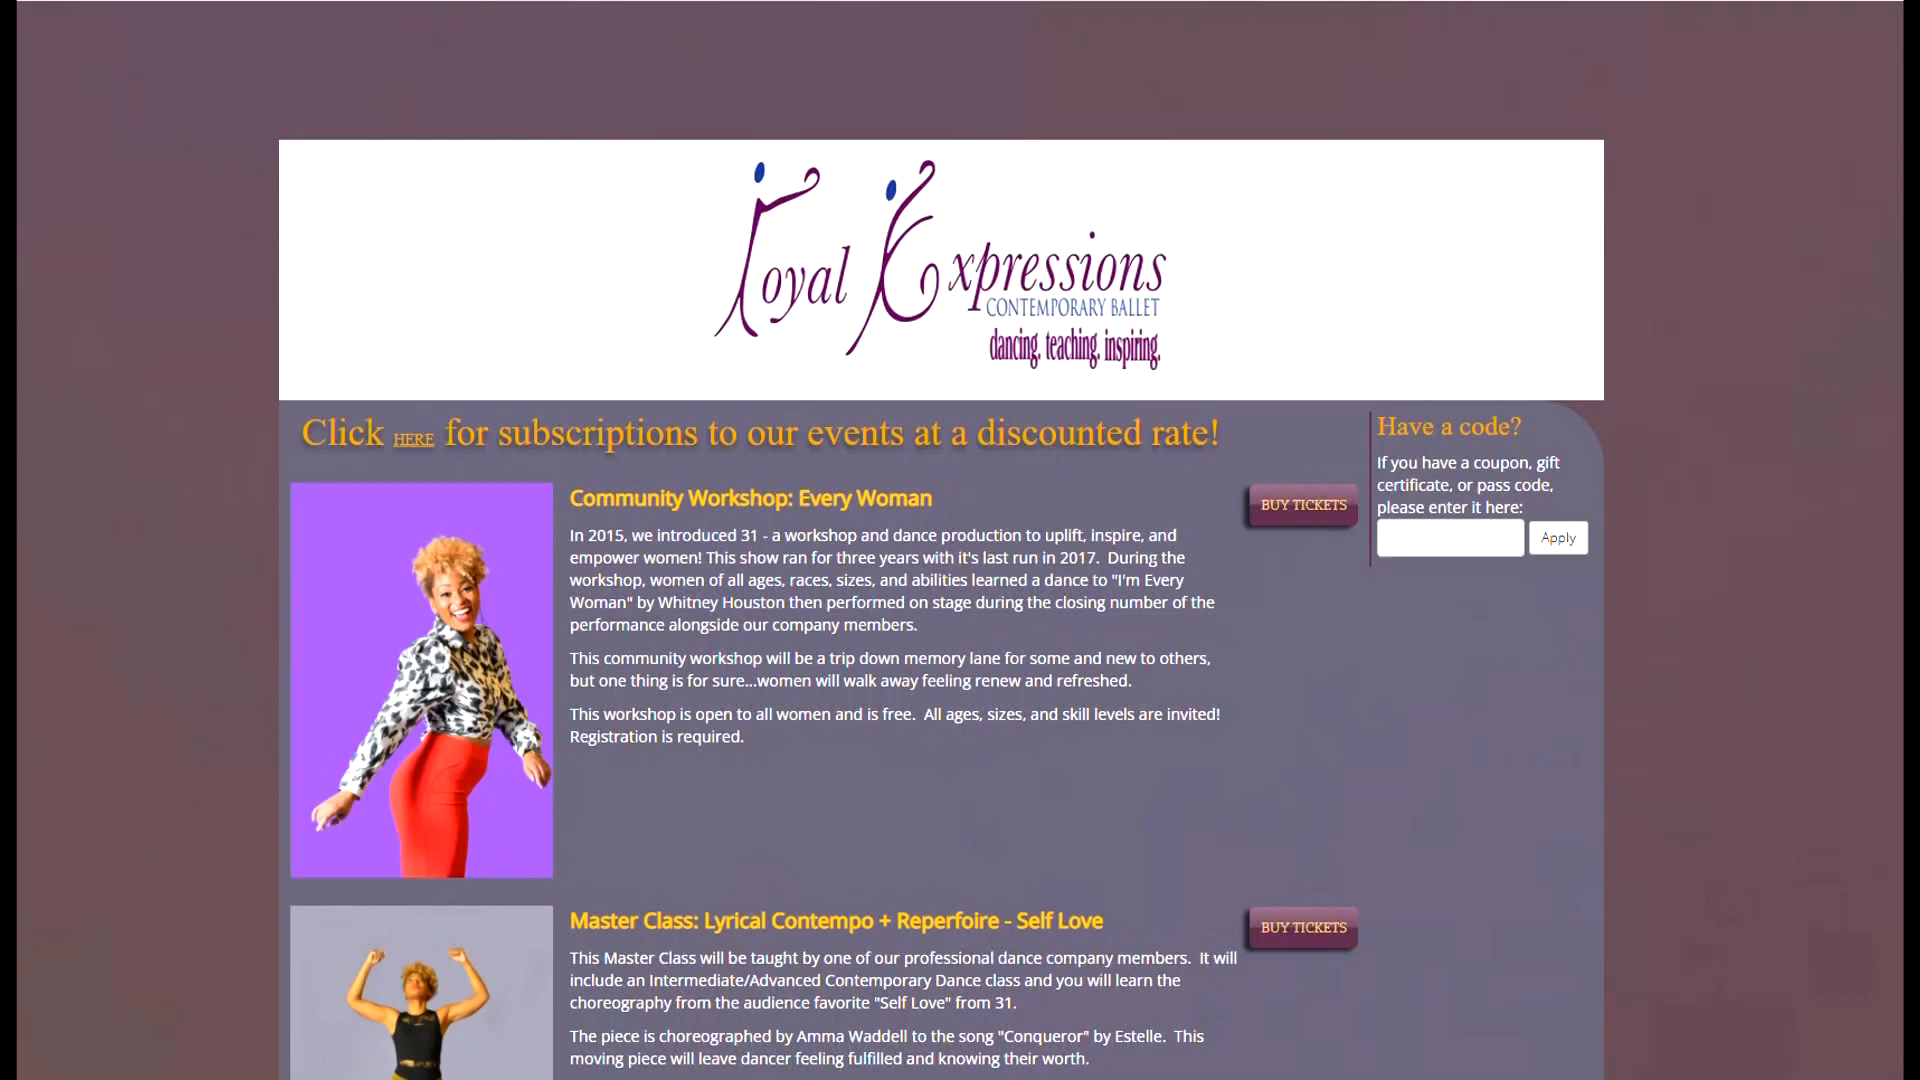 Loyal Expressions
CONTEMPORARY BALLET
dancing. teaching. inspiring.
Click HERE for subscriptions to our events at a discounted rate!
Community Workshop: Every Woman
BUY TICKETS
In 2015, we introduced 31 - a workshop and dance production to uplift, inspire, and
empower women! This show ran for three years with it's last run in 2017. During the
workshop, women of all ages, races, sizes, and abilities learned a dance to "I'm Every
Woman" by Whitney Houston then performed on stage during the closing number of the
performance alongside our company members.
This community workshop will be a trip down memory lane for some and new to others,
but one thing is for sure...women will walk away feeling renew and refreshed.
This workshop is open to all women and is free. All ages, sizes, and skill levels are invited!
Registration is required.
Have a code?
If you have a coupon, gift
certificate, or pass code,
please enter it here:
Apply
Master Class: Lyrical Contempo + Reperfoire - Self Love
BUY TICKETS
This Master Class will be taught by one of our professional dance company members. It will
include an Intermediate/Advanced Contemporary Dance class and you will learn the
choreography from the audience favorite "Self Love" from 31.
The piece is choreographed by Amma Waddell to the song "Conqueror" by Estelle. This
moving piece will leave dancer feeling fulfilled and knowing their worth.